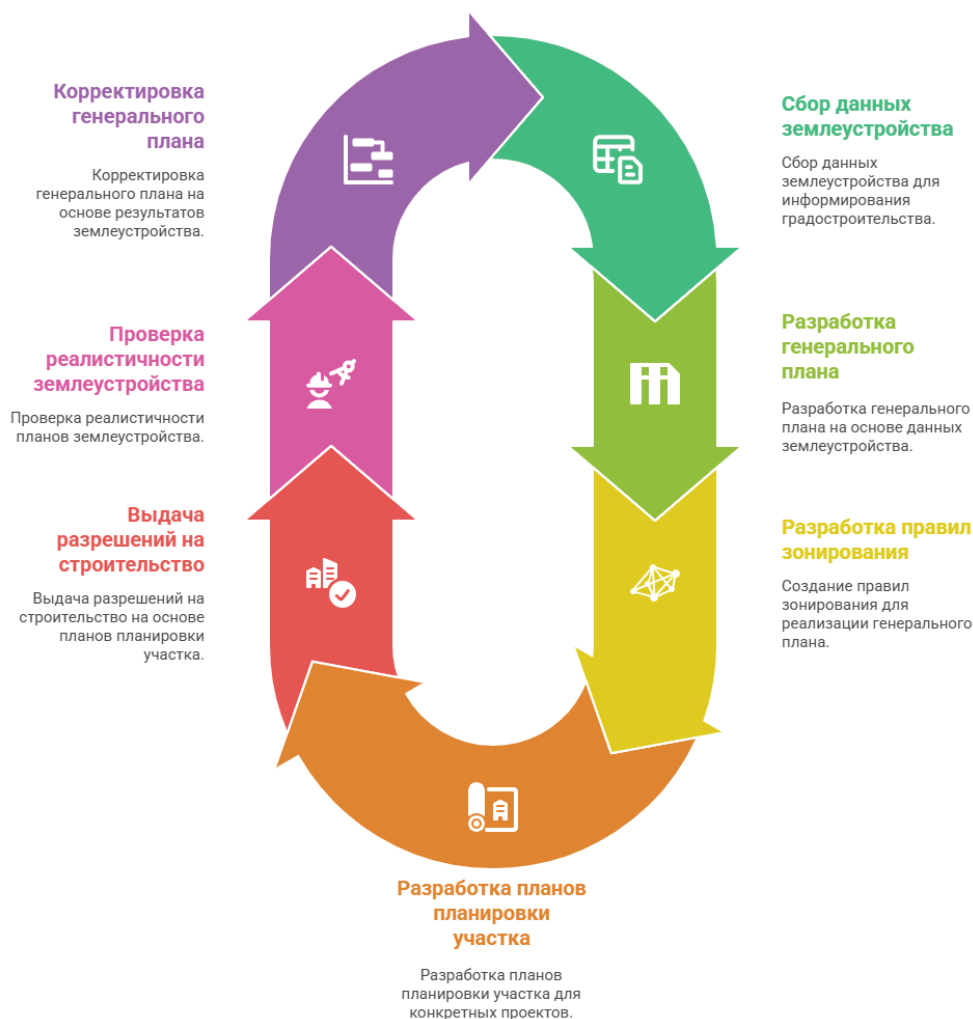 Корректировка
генерального
плана
Корректировка
генерального плана на
основе результатов
землеустройства.
Сбор данных
землеустройства
Сбор данных
землеустройства для
информирования
градостроительства.
Проверка
реалистичности
землеустройства
Проверка реалистичности
планов землеустройства.
Разработка
генерального
плана
Разработка генерального
плана на основе данных
землеустройства.
Выдача
разрешений на
строительство
Выдача разрешений на
строительство на основе
планов планировки
участка.
Разработка правил
зонирования
Создание правил
зонирования для
реализации генерального
плана.
Разработка планов
планировки
участка
Разработка планов
планировки участка для
конкретных проектов.